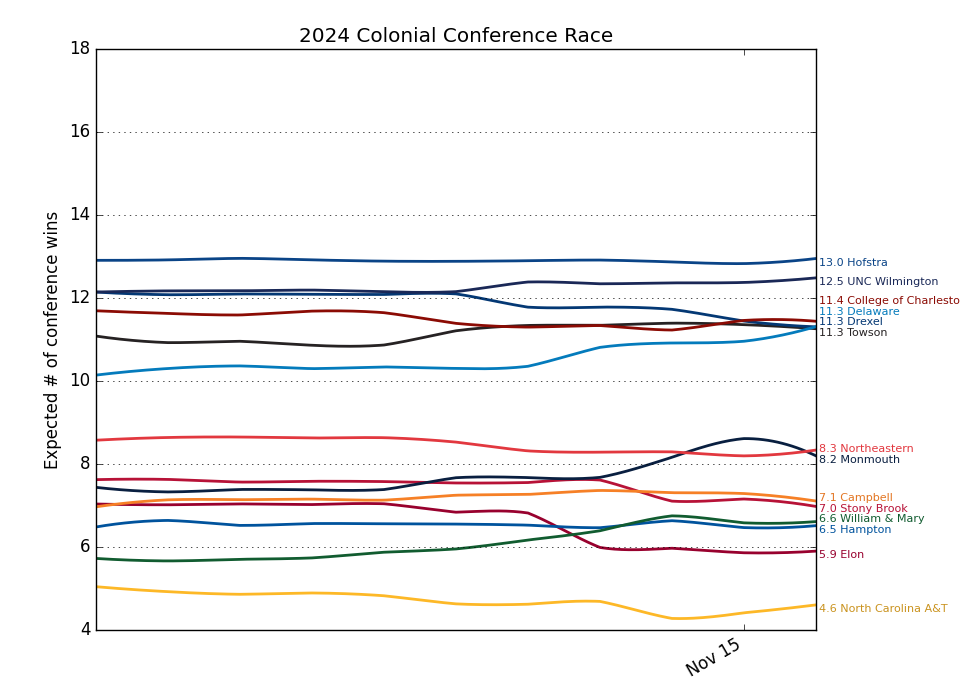 2024 Colonial Conference Race
Expected # of conference wins
18
16
14
12
10
8
6
4
Nov 15
13.0 Hofstra
12.5 UNC Wilmington
11.4 College of Charlesto
11.3 Delaware
11.3 Drexel
11.3 Towson
8.3 Northeastern
8.2 Monmouth
7.1 Campbell
7.0 Stony Brook
6.6 William & Mary
6.5 Hampton
5.9 Elon
4.6 North Carolina A&T